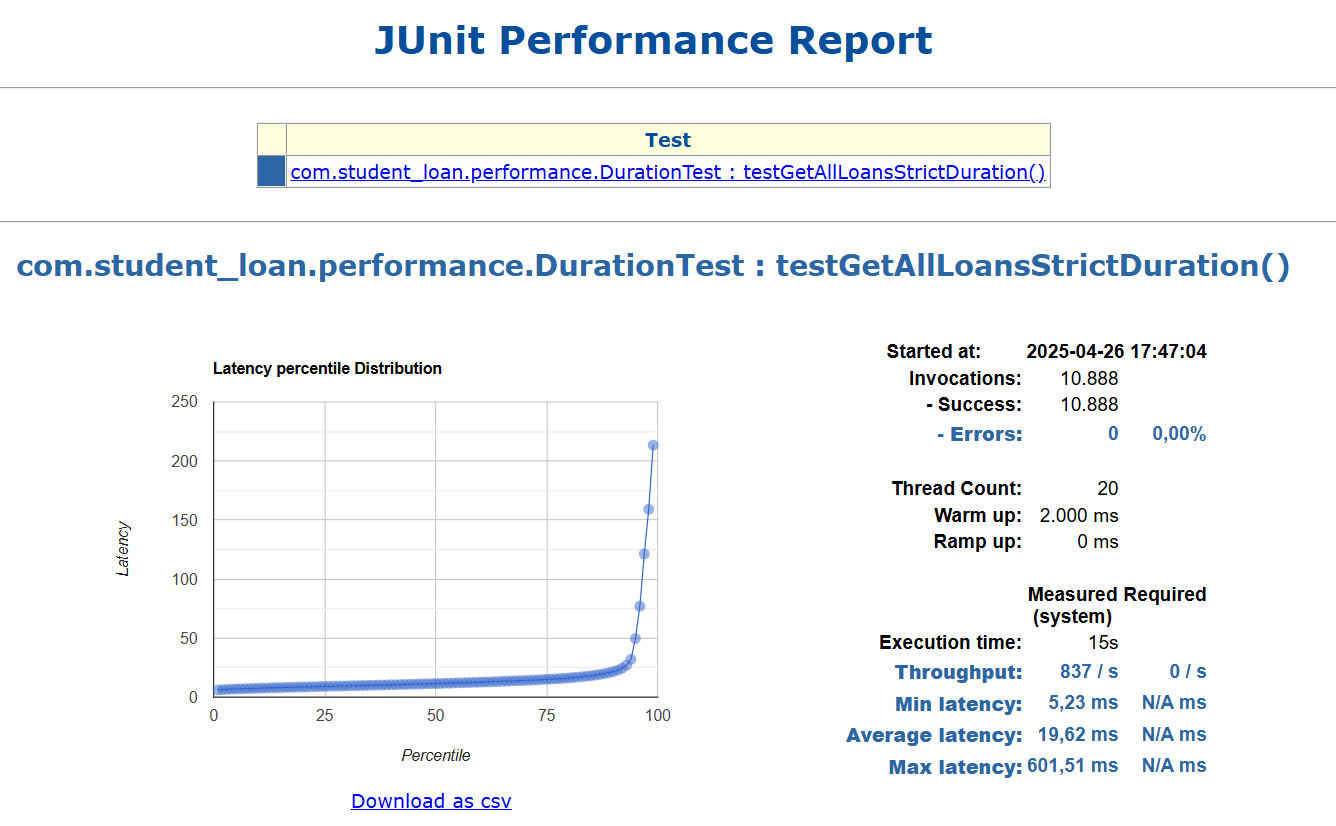 JUnit Performance Report
Test
com.student_loan.performance.DurationTest : testGetAllLoansStrictDuration()
com.student_loan.performance.DurationTest : testGetAllLoansStrictDuration()
Latency percentile Distribution
250
200
150
100
50
0
Latency
0 25 50 75 100
Percentile
Download as csv
Started at: 2025-04-26 17:47:04
Invocations: 10.888
- Success: 10.888
- Errors: 0 0,00%
Thread Count: 20
Warm up: 2.000 ms
Ramp up: 0 ms
Measured Required
(system)
Execution time: 15s
Throughput: 837 / s 0 / s
Min latency: 5,23 ms N/A ms
Average latency: 19,62 ms N/A ms
Max latency: 601,51 ms N/A ms